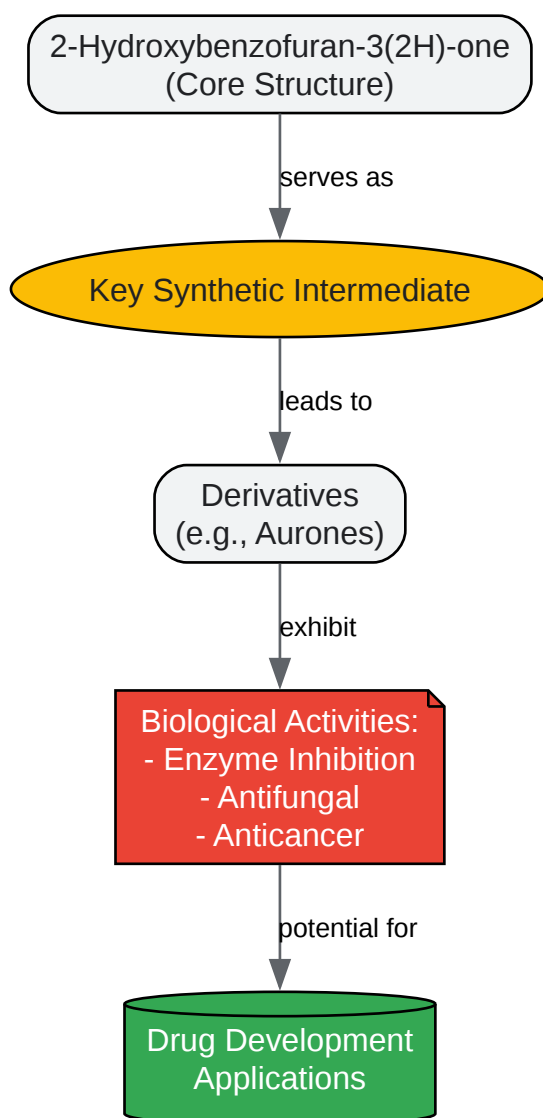 2-Hydroxybenzofuran-3(2H)-one
(Core Structure)
serves as
Key Synthetic Intermediate
leads to
Derivatives
(e.g., Aurones)
exhibit
Biological Activities:
- Enzyme Inhibition
- Antifungal
- Anticancer
potential for
Drug Development
Applications